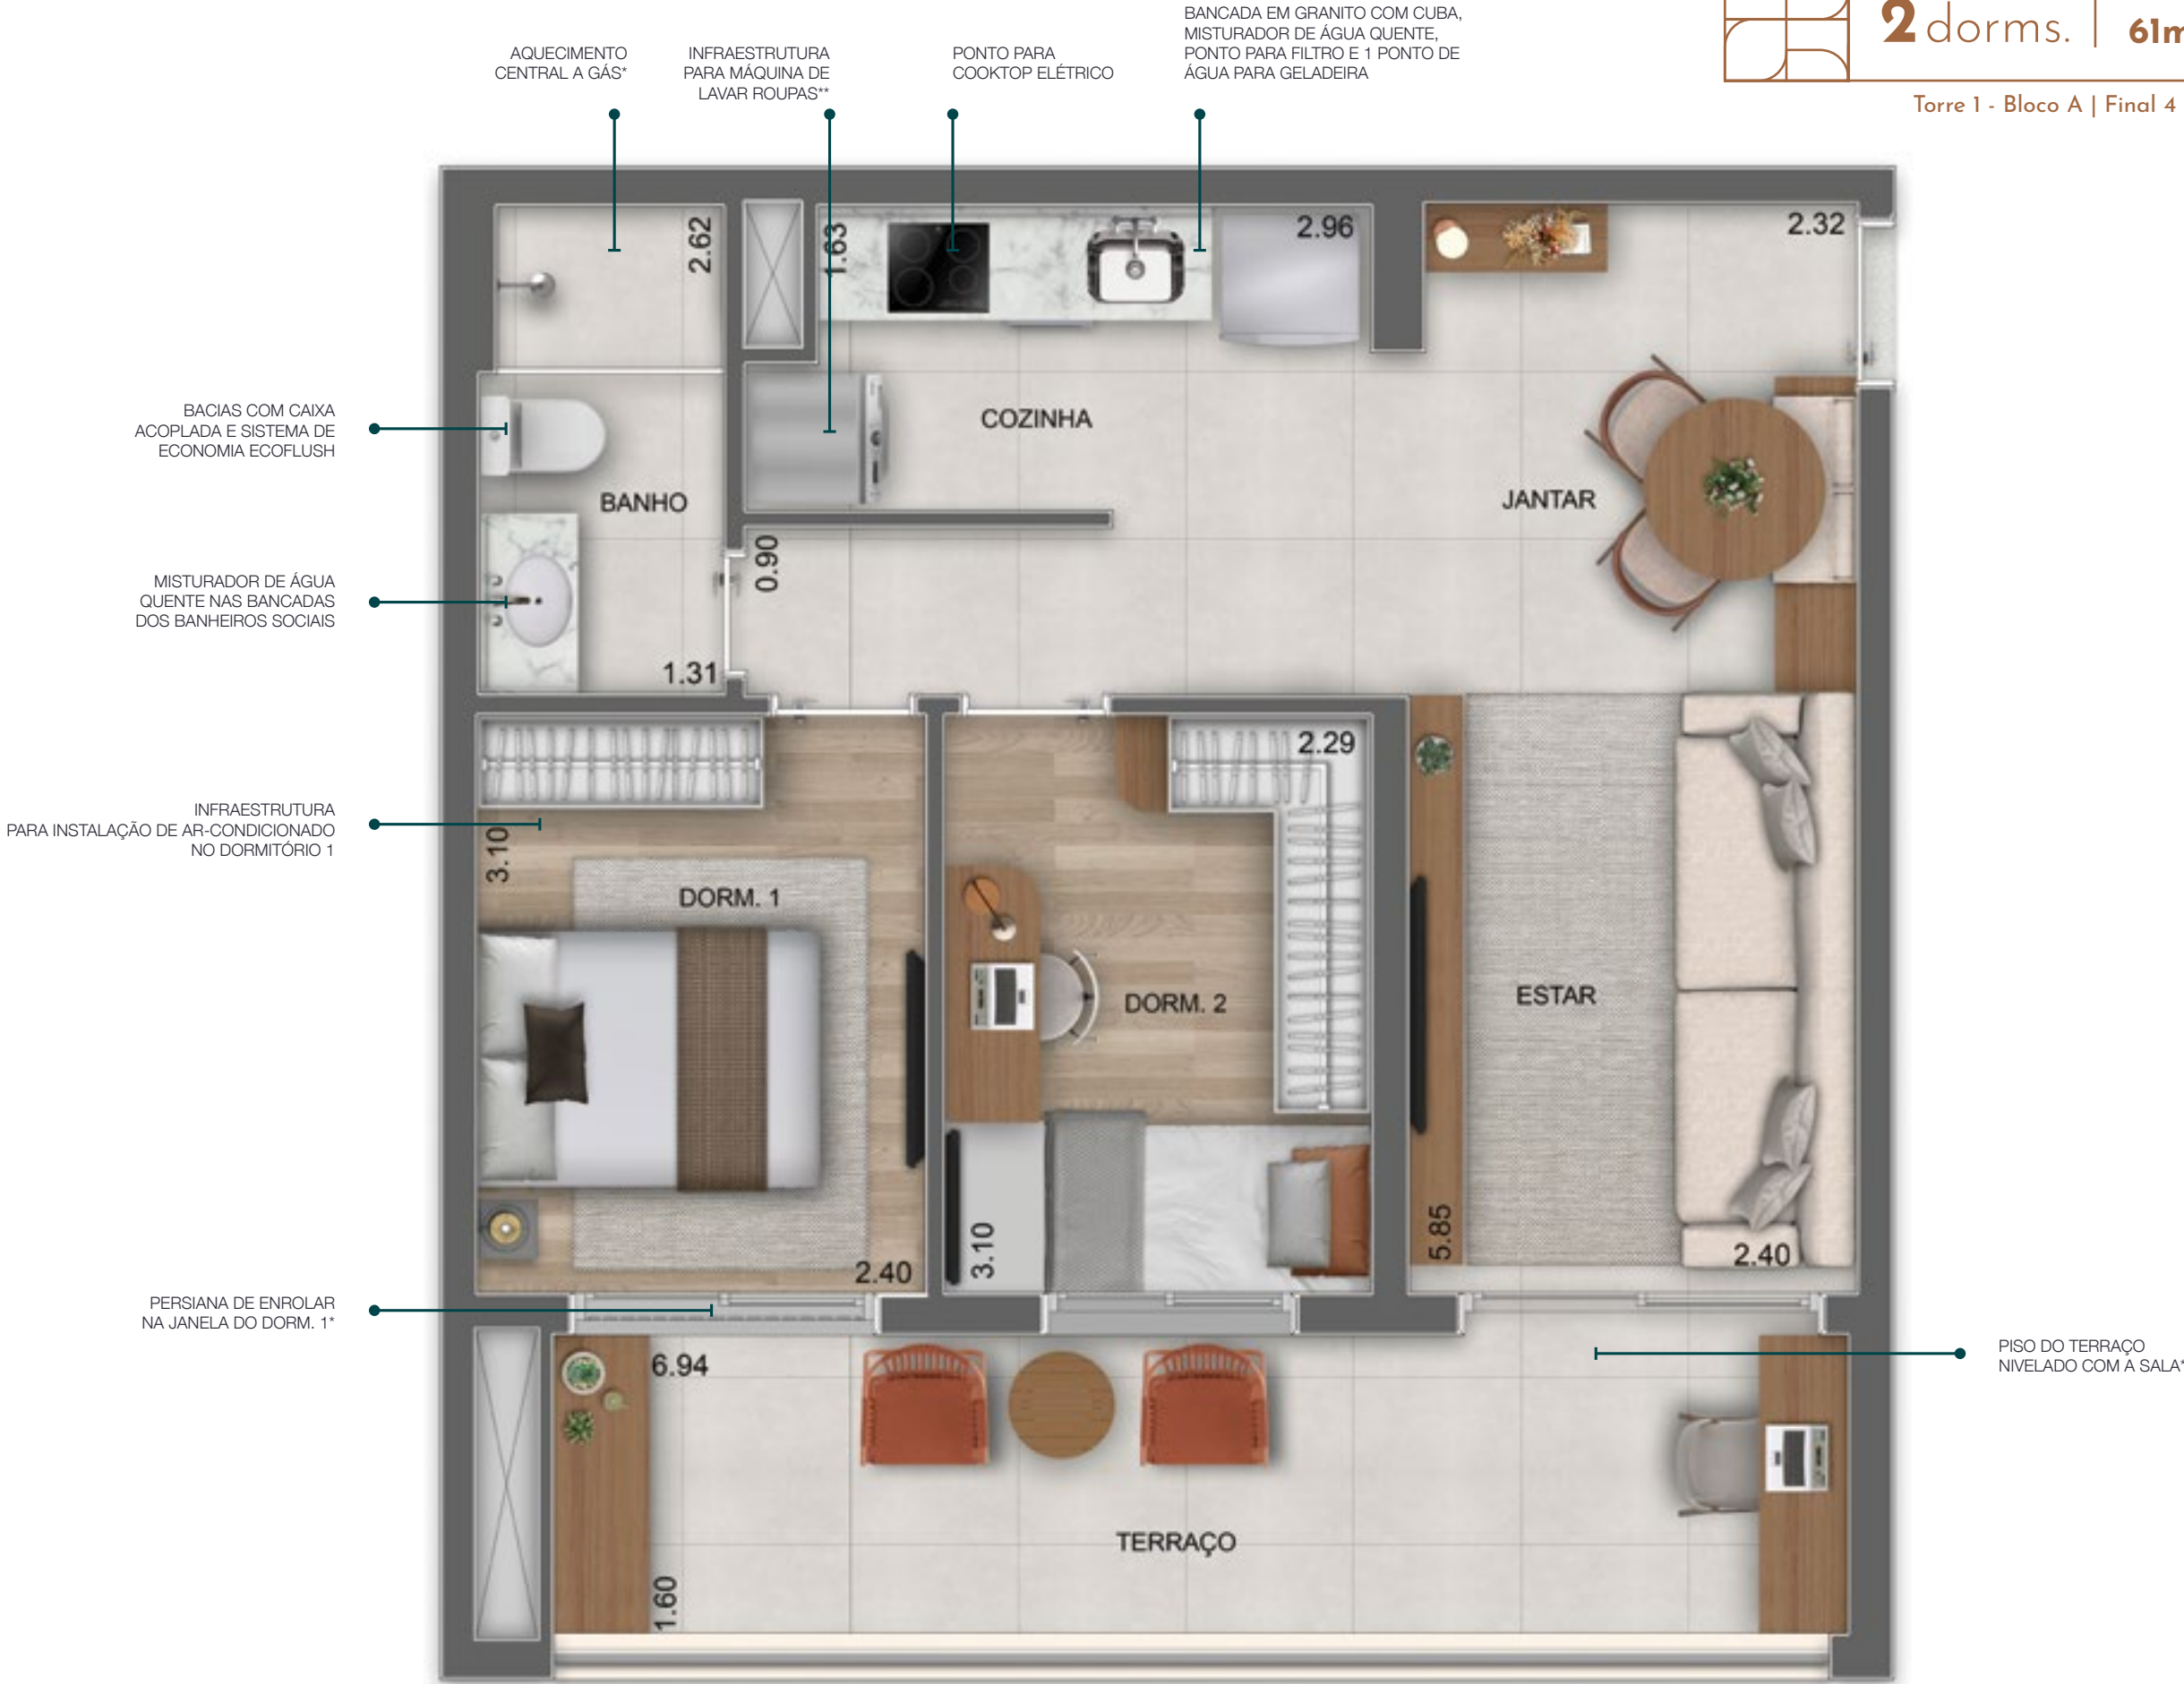 BANCADA EM GRANITO COM CUBA,
MISTURADOR DE ÁGUA QUENTE,
PONTO PARA FILTRO E 1 PONTO DE
ÁGUA PARA GELADEIRA
AQUECIMENTO
CENTRAL A GÁS*
INFRAESTRUTURA
PARA MÁQUINA DE
LAVAR ROUPAS**
PONTO PARA
COOKTOP ELÉTRICO
2 dorms. | 61m
Torre 1 - Bloco A | Final 4
2.62
1.63
2.96
2.32
BACIAS COM CAIXA
ACOPLADA E SISTEMA DE
ECONOMIA ECOFLUSH
COZINHA
BANHO
JANTAR
0.90
MISTURADOR DE ÁGUA
QUENTE NAS BANCADAS
DOS BANHEIROS SOCIAIS
1.31
2.29
INFRAESTRUTURA
PARA INSTALAÇÃO DE AR-CONDICIONADO
NO DORMITÓRIO 1
3.10
DORM. 1
DORM. 2
ESTAR
5.85
3.10
2.40
2.40
PERSIANA DE ENROLAR
NA JANELA DO DORM. 1*
PISO DO TERRAÇO
NIVELADO COM A SALA*
6.94
TERRAÇO
1.60